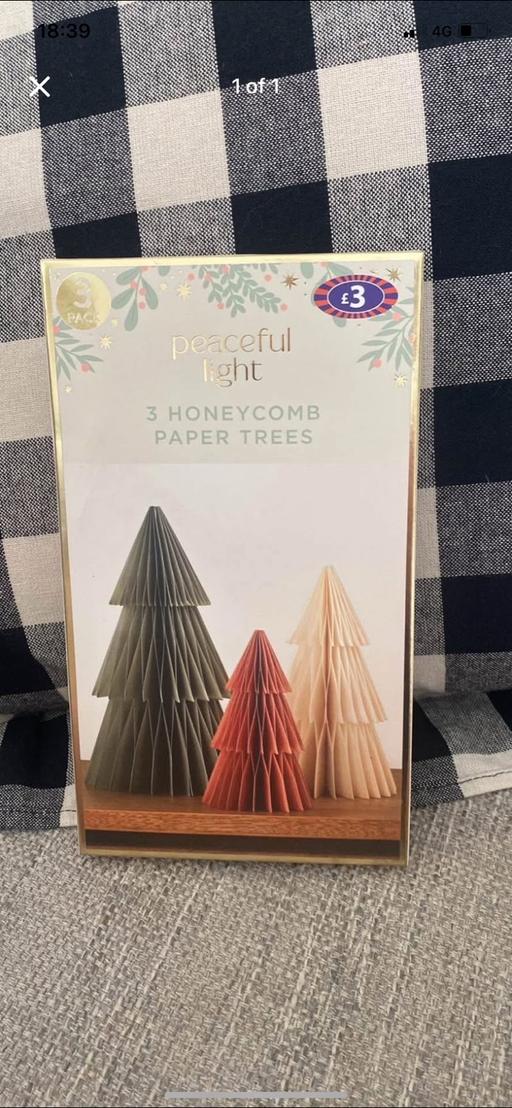 18:39
4G
1 of 1
3
PACK
£3
peaceful
light
3 HONEYCOMB
PAPER TREES